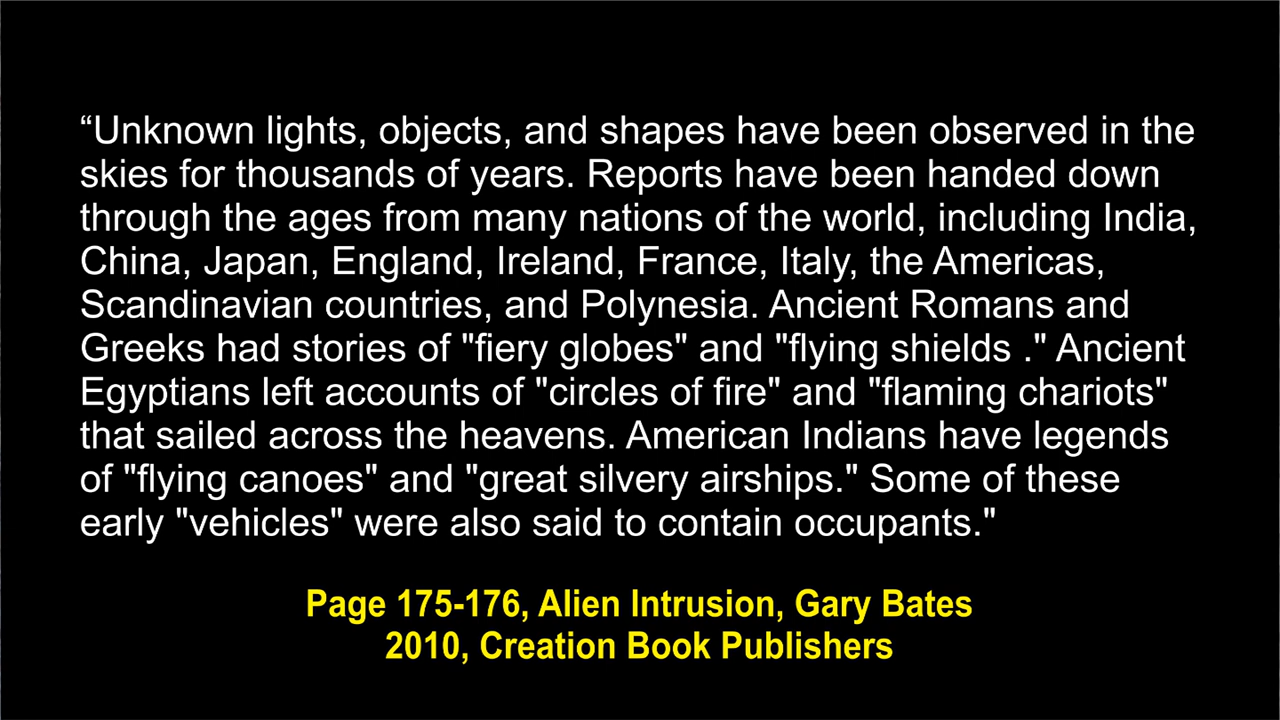 “Unknown lights, objects, and shapes have been observed in the
skies for thousands of years. Reports have been handed down
through the ages from many nations of the world, including India,
China, Japan, England, Ireland, France, Italy, the Americas,
Scandinavian countries, and Polynesia. Ancient Romans and
Greeks had stories of "fiery globes" and "flying shields ." Ancient
Egyptians left accounts of "circles of fire" and "flaming chariots"
that sailed across the heavens. American Indians have legends
of "flying canoes" and "great silvery airships." Some of these
early "vehicles" were also said to contain occupants."
Page 175-176, Alien Intrusion, Gary Bates
2010, Creation Book Publishers